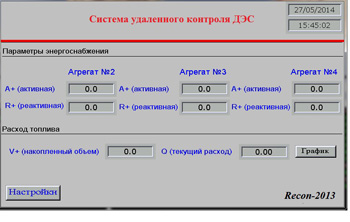 Система удаленного контроля ДЭС
27/05/2014
15:45:02
Параметры энергоснабжения
Агрегат №2 Агрегат №3 Агрегат №4
A+ (активная) 0.0 A+ (активная) 0.0 A+ (активная) 0.0
R+ (реактивная) 0.0 R+ (реактивная) 0.0 R+ (реактивная) 0.0
Расход топлива
V+ (накопленный объем) 0.0 Q (текущий расход) 0.00 График
Настройки
Recon-2013